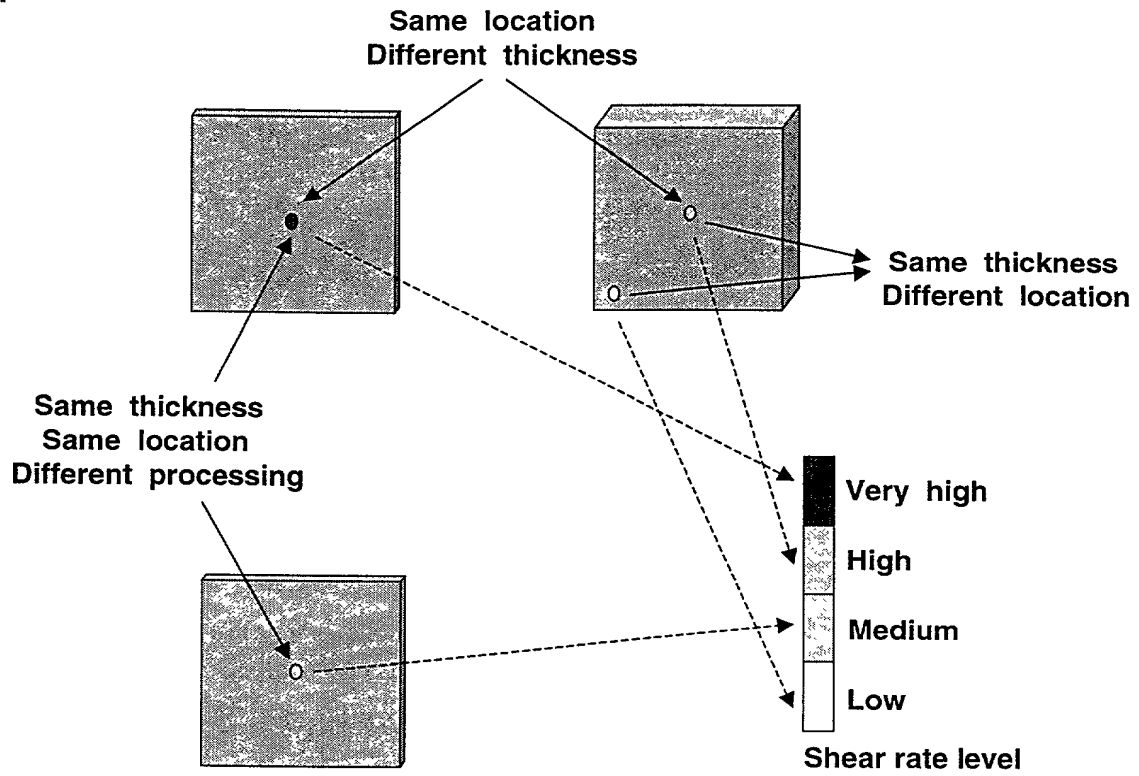 Same location
Different thickness
Same thickness
Different location
Same thickness
Same location
Different processing
Very high
High
Medium
Low
Shear rate level